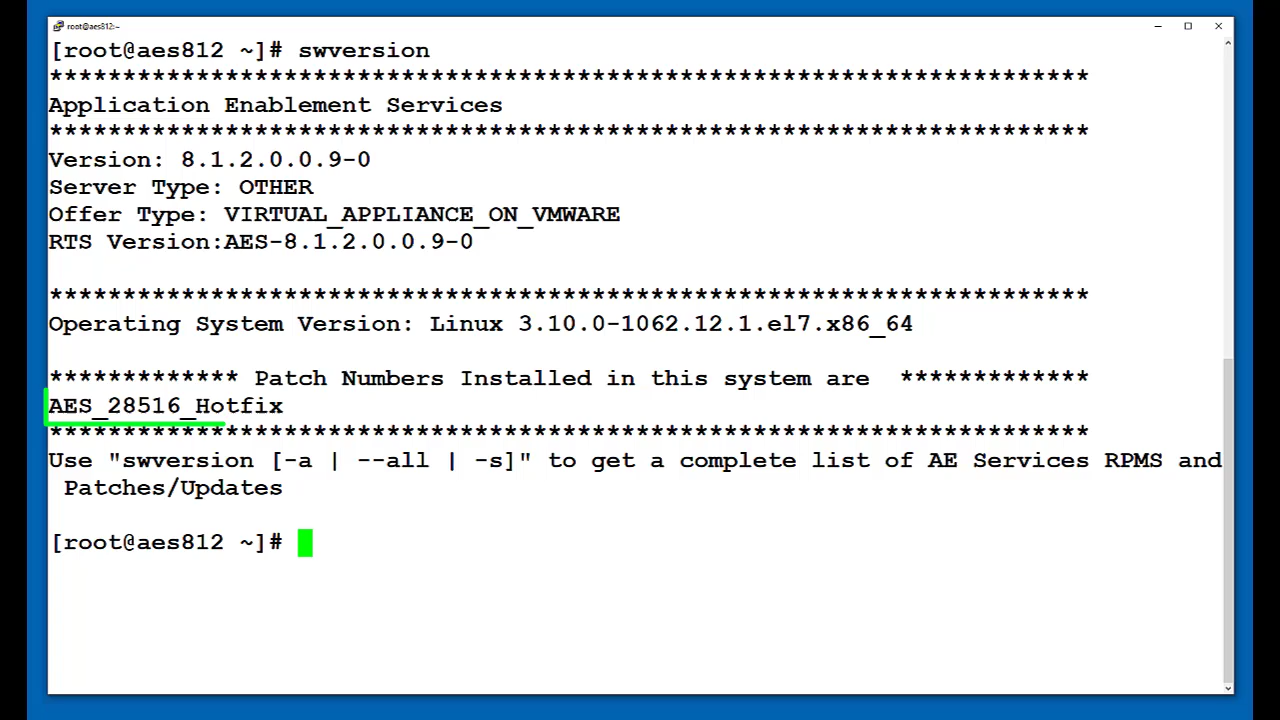 root@aes812:~
[root@aes812 ~]# swversion
***********************************************************************
Application Enablement Services
***********************************************************************
Version: 8.1.2.0.0.9-0
Server Type: OTHER
Offer Type: VIRTUAL_APPLIANCE_ON_VMWARE
RTS Version:AES-8.1.2.0.0.9-0
***********************************************************************
Operating System Version: Linux 3.10.0-1062.12.1.el7.x86_64
************* Patch Numbers Installed in this system are  *************
AES_28516_Hotfix
***********************************************************************
Use "swversion [-a | --all | -s]" to get a complete list of AE Services RPMS and
 Patches/Updates
[root@aes812 ~]#